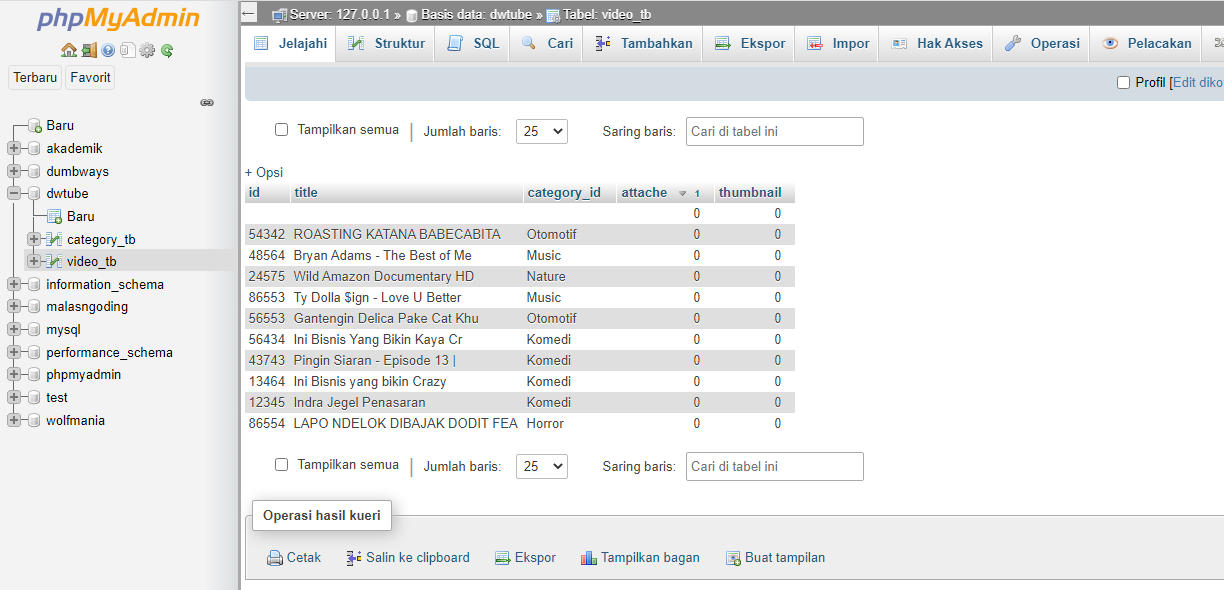 phpMyAdmin
Terbaru Favorit
Baru
akademik
dumbways
dwtube
Baru
category_tb
video_tb
information_schema
malasngoding
mysql
performance_schema
phpmyadmin
test
wolfmania
Server: 127.0.0.1 » Basis data: dwtube » Tabel: video_tb
Jelajahi Struktur SQL Cari Tambahkan Ekspor Impor Hak Akses Operasi Pelacakan
Profil [Edit diko
Tampilkan semua | Jumlah baris: 25 Saring baris: Cari di tabel ini
+ Opsi
id title category_id attache 1 thumbnail
0 0
54342 ROASTING KATANA BABECABITA Otomotif 0 0
48564 Bryan Adams - The Best of Me Music 0 0
24575 Wild Amazon Documentary HD Nature 0 0
86553 Ty Dolla $ign - Love U Better Music 0 0
56553 Gantengin Delica Pake Cat Khu Otomotif 0 0
56434 Ini Bisnis Yang Bikin Kaya Cr Komedi 0 0
43743 Pingin Siaran - Episode 13 | Komedi 0 0
13464 Ini Bisnis yang bikin Crazy Komedi 0 0
12345 Indra Jegel Penasaran Komedi 0 0
86554 LAPO NDELOK DIBAJAK DODIT FEA Horror 0 0
Tampilkan semua | Jumlah baris: 25 Saring baris: Cari di tabel ini
Operasi hasil kueri
Cetak Salin ke clipboard Ekspor Tampilkan bagan Buat tampilan